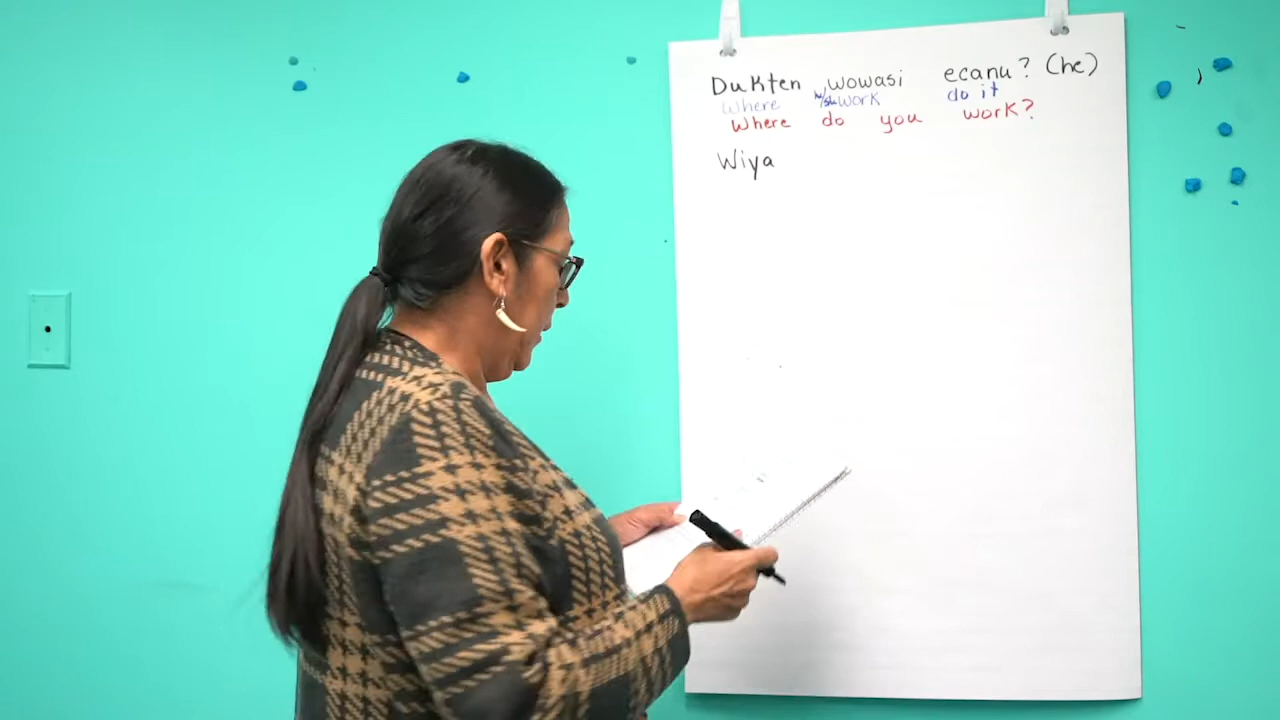 Dukten wowasi ecanu? (he)
Where work do it
Where do you work?
Wiya